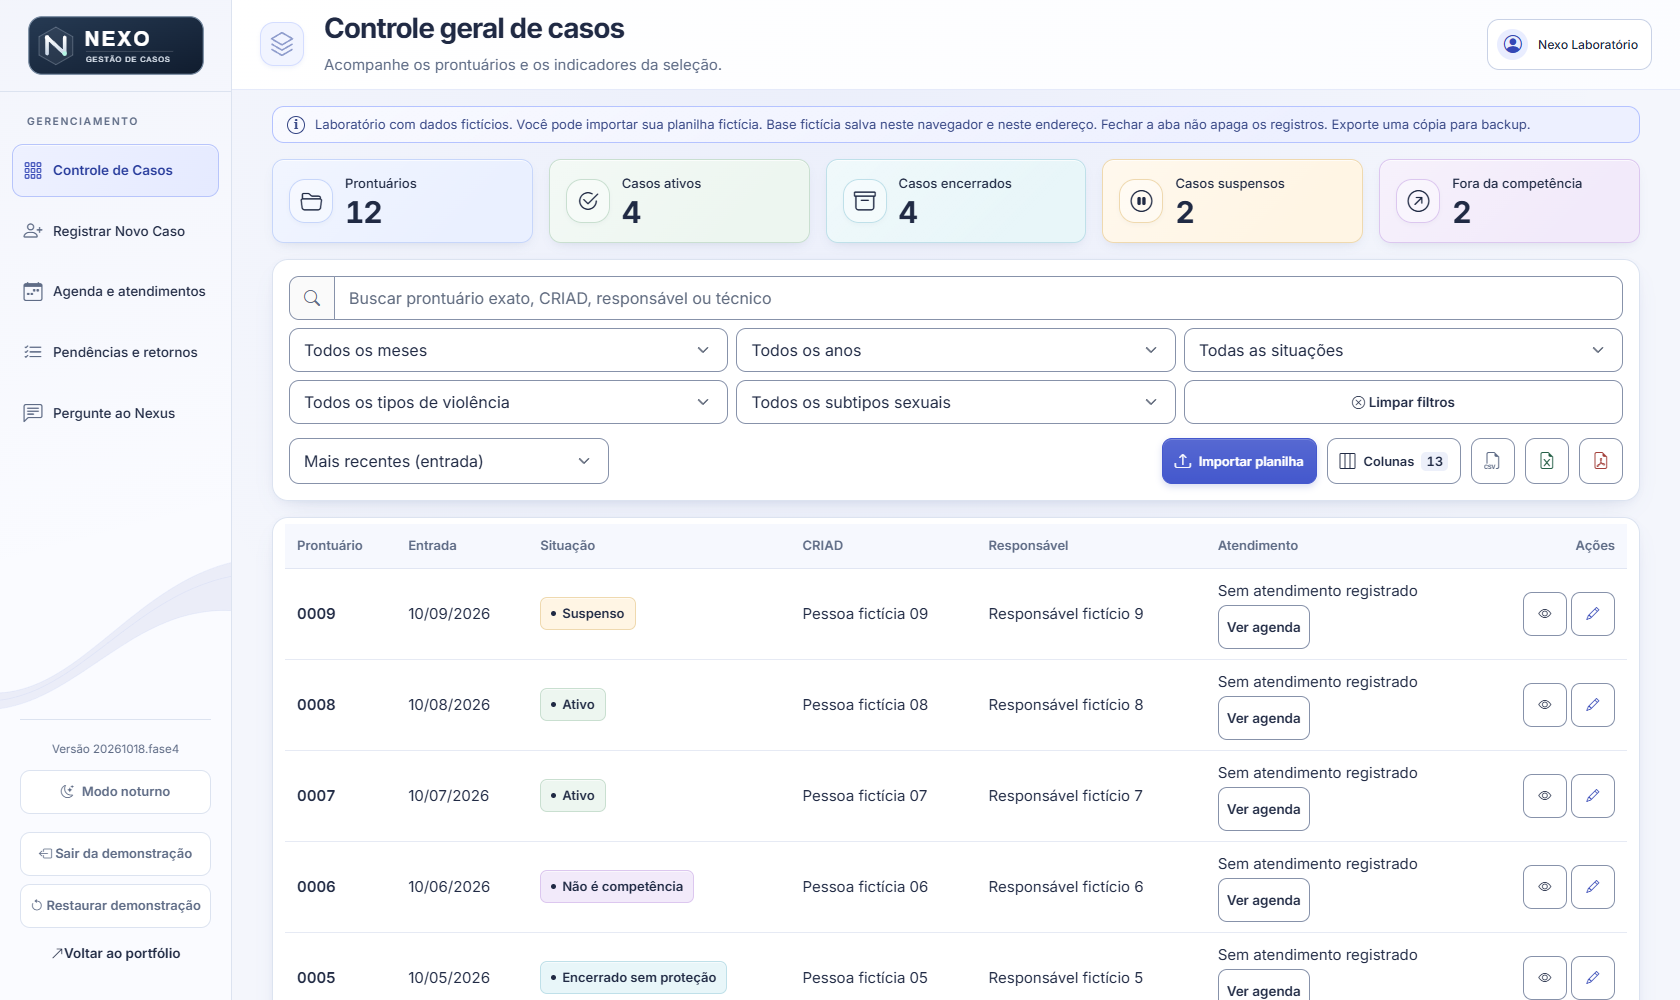 NEXO
GESTÃO DE CASOS
GERENCIAMENTO
Controle de Casos
Registrar Novo Caso
Agenda e atendimentos
Pendências e retornos
Pergunte ao Nexus
Versão 20261018.fase4
Modo noturno
Sair da demonstração
Restaurar demonstração
Voltar ao portfólio
Controle geral de casos
Acompanhe os prontuários e os indicadores da seleção.
Nexo Laboratório
Laboratório com dados fictícios. Você pode importar sua planilha fictícia. Base fictícia salva neste navegador e neste endereço. Fechar a aba não apaga os registros. Exporte uma cópia para backup.
Prontuários
12
Casos ativos
4
Casos encerrados
4
Casos suspensos
2
Fora da competência
2
Buscar prontuário exato, CRIAD, responsável ou técnico
Todos os meses
Todos os anos
Todas as situações
Todos os tipos de violência
Todos os subtipos sexuais
Limpar filtros
Mais recentes (entrada)
Importar planilha
Colunas 13
CSV
Prontuário Entrada Situação CRIAD Responsável Atendimento Ações
0009 10/09/2026 Suspenso Pessoa fictícia 09 Responsável fictício 9 Sem atendimento registrado
Ver agenda
0008 10/08/2026 Ativo Pessoa fictícia 08 Responsável fictício 8 Sem atendimento registrado
Ver agenda
0007 10/07/2026 Ativo Pessoa fictícia 07 Responsável fictício 7 Sem atendimento registrado
Ver agenda
0006 10/06/2026 Não é competência Pessoa fictícia 06 Responsável fictício 6 Sem atendimento registrado
Ver agenda
0005 10/05/2026 Encerrado sem proteção Pessoa fictícia 05 Responsável fictício 5 Sem atendimento registrado
Ver agenda